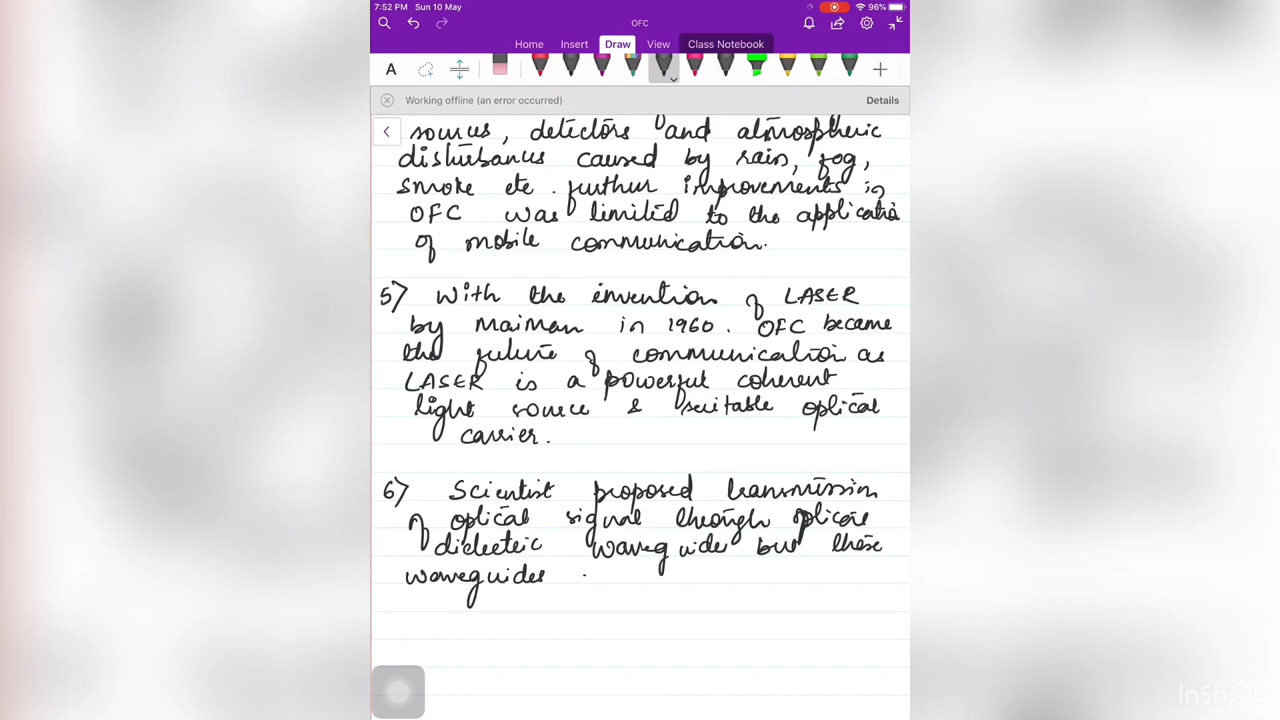 7:52 PM Sun 10 May 96%
OFC
Home Insert Draw View Class Notebook
A
Working offline (an error occurred) Details
sources, detectors and atmospheric
disturbances caused by rain, fog,
smoke etc. further improvements in
OFC was limited to the application
of mobile communication.
5) With the invention of LASER
by Maiman in 1960. OFC became
the future of communication as
LASER is a powerful coherent
light source & suitable optical
carrier.
6) Scientist proposed transmission
of optical signal through
dielectric waveguides but these
waveguides
InShOt